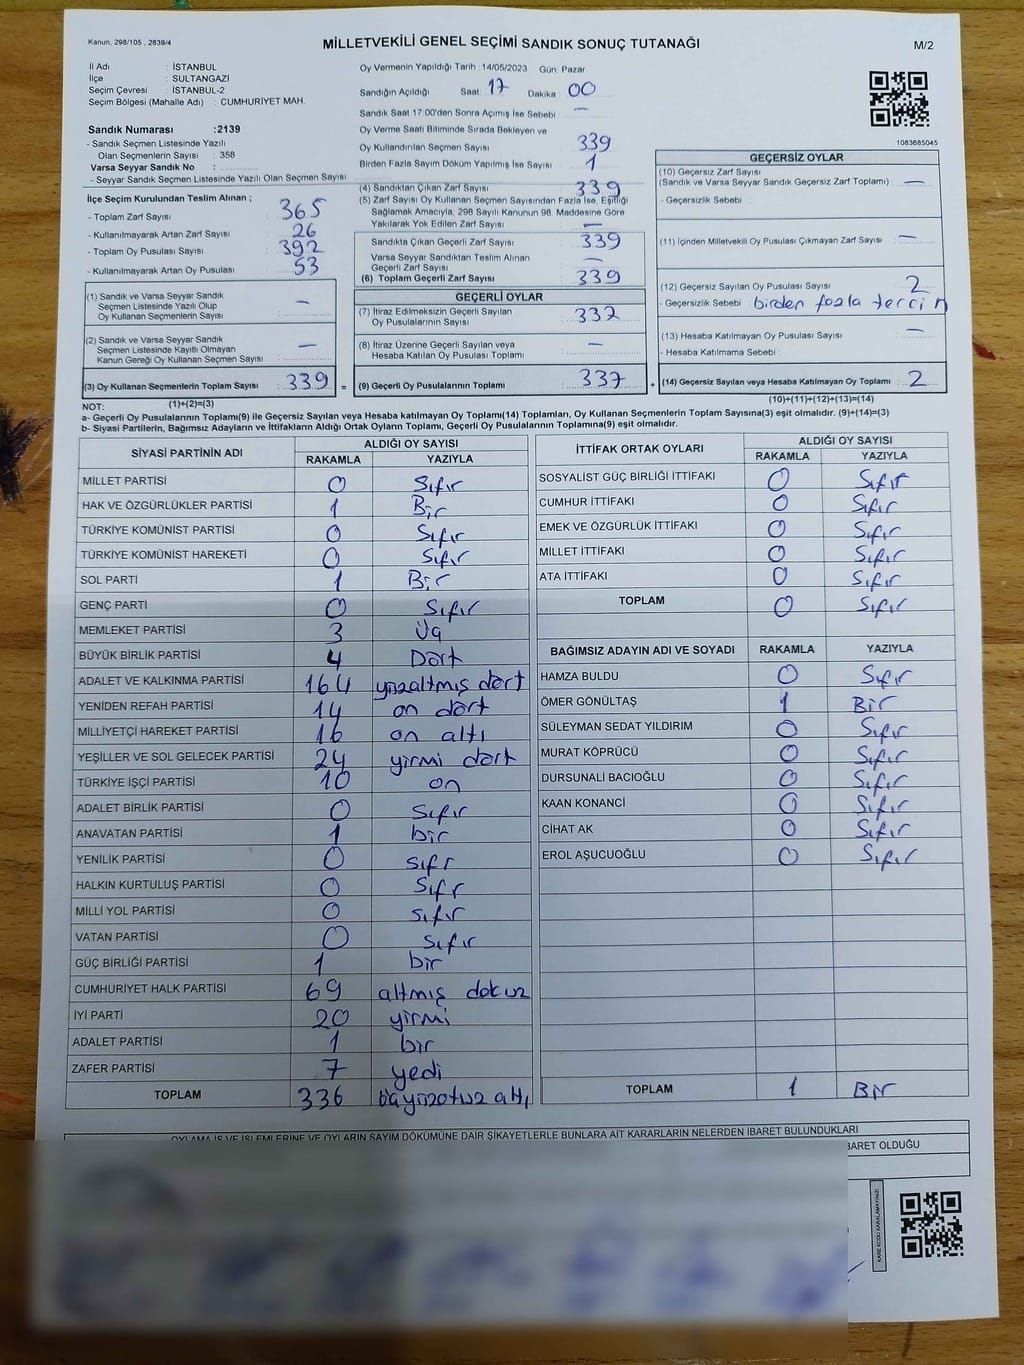 Kanun, 298/105 , 2839/4
MİLLETVEKİLİ GENEL SEÇİMİ SANDIK SONUÇ TUTANAĞI
M/2
İl Adı : İSTANBUL
İlçe : SULTANGAZİ
Seçim Çevresi : İSTANBUL-2
Seçim Bölgesi (Mahalle Adı) : CUMHURİYET MAH.
Sandık Numarası :2139
- Sandık Seçmen Listesinde Yazılı
Olan Seçmenlerin Sayısı : 358
Varsa Seyyar Sandık No :
- Seyyar Sandık Seçmen Listesinde Yazılı Olan Seçmen Sayısı
İlçe Seçim Kurulundan Teslim Alınan ;
- Toplam Zarf Sayısı : 365
- Kullanılmayarak Artan Zarf Sayısı : 26
- Toplam Oy Pusulası Sayısı : 392
- Kullanılmayarak Artan Oy Pusulası : 53
(1) Sandık ve Varsa Seyyar Sandık
Seçmen Listesinde Yazılı Olup
Oy Kullanan Seçmenlerin Sayısı : —
(2) Sandık ve Varsa Seyyar Sandık
Seçmen Listesinde Kayıtlı Olmayan
Kanun Gereği Oy Kullanan Seçmen Sayısı : —
(3) Oy Kullanan Seçmenlerin Toplam Sayısı : 339 =
(1)+(2)=(3)
Oy Vermenin Yapıldığı Tarih :14/05/2023 Gün: Pazar
Sandığın Açıldığı Saat 17 Dakika 00
Sandık Saat 17:00'den Sonra Açılmış İse Sebebi : —
Oy Verme Saati Bitiminde Sırada Bekleyen ve
Oy Kullandırılan Seçmen Sayısı : 339
Birden Fazla Sayım Döküm Yapılmış İse Sayısı : 1
(4) Sandıktan Çıkan Zarf Sayısı : 339
(5) Zarf Sayısı Oy Kullanan Seçmen Sayısından Fazla İse, Eşitliği
Sağlamak Amacıyla, 298 Sayılı Kanunun 98. Maddesine Göre
Yakılarak Yok Edilen Zarf Sayısı : —
Sandıkta Çıkan Geçerli Zarf Sayısı : 339
Varsa Seyyar Sandıktan Teslim Alınan
Geçerli Zarf Sayısı : —
(6) Toplam Geçerli Zarf Sayısı : 339
GEÇERLİ OYLAR
(7) İtiraz Edilmeksizin Geçerli Sayılan
Oy Pusulalarının Sayısı : 337
(8) İtiraz Üzerine Geçerli Sayılan veya
Hesaba Katılan Oy Pusulası Toplamı : —
(9) Geçerli Oy Pusulalarının Toplamı : 337 +
1083685045
GEÇERSİZ OYLAR
(10) Geçersiz Zarf Sayısı
(Sandık ve Varsa Seyyar Sandık Geçersiz Zarf Toplamı) : —
- Geçersizlik Sebebi :
(11) İçinden Milletvekili Oy Pusulası Çıkmayan Zarf Sayısı : —
(12) Geçersiz Sayılan Oy Pusulası Sayısı : 2
- Geçersizlik Sebebi : birden fazla tercin
(13) Hesaba Katılmayan Oy Pusulası Sayısı : —
- Hesaba Katılmama Sebebi :
(14) Geçersiz Sayılan veya Hesaba Katılmayan Oy Toplamı : 2
(10)+(11)+(12)+(13)=(14)
NOT:
a- Geçerli Oy Pusulalarının Toplamı(9) ile Geçersiz Sayılan veya Hesaba katılmayan Oy Toplamı(14) Toplamları, Oy Kullanan Seçmenlerin Toplam Sayısına(3) eşit olmalıdır. (9)+(14)=(3)
b- Siyasi Partilerin, Bağımsız Adayların ve İttifakların Aldığı Ortak Oyların Toplamı, Geçerli Oy Pusulalarının Toplamına(9) eşit olmalıdır.
SİYASİ PARTİNİN ADI ALDIĞI OY SAYISI
RAKAMLA YAZIYLA
MİLLET PARTİSİ 0 Sıfır
HAK VE ÖZGÜRLÜKLER PARTİSİ 1 Bir
TÜRKİYE KOMÜNİST PARTİSİ 0 Sıfır
TÜRKİYE KOMÜNİST HAREKETİ 0 Sıfır
SOL PARTİ 1 Bir
GENÇ PARTİ 0 Sıfır
MEMLEKET PARTİSİ 3 Üç
BÜYÜK BİRLİK PARTİSİ 4 Dört
ADALET VE KALKINMA PARTİSİ 164 yüzaltmış dört
YENİDEN REFAH PARTİSİ 14 on dört
MİLLİYETÇİ HAREKET PARTİSİ 16 on altı
YEŞİLLER VE SOL GELECEK PARTİSİ 24 yirmi dört
TÜRKİYE İŞÇİ PARTİSİ 10 on
ADALET BİRLİK PARTİSİ 0 sıfır
ANAVATAN PARTİSİ 1 bir
YENİLİK PARTİSİ 0 sıfr
HALKIN KURTULUŞ PARTİSİ 0 sıfr
MİLLİ YOL PARTİSİ 0 sıfır
VATAN PARTİSİ 0 sıfır
GÜÇ BİRLİĞİ PARTİSİ 1 bir
CUMHURİYET HALK PARTİSİ 69 altmış dokuz
İYİ PARTİ 20 yirmi
ADALET PARTİSİ 1 bir
ZAFER PARTİSİ 7 yedi
TOPLAM 336 üçyüzotuz altı
İTTİFAK ORTAK OYLARI ALDIĞI OY SAYISI
RAKAMLA YAZIYLA
SOSYALİST GÜÇ BİRLİĞİ İTTİFAKI 0 Sıfır
CUMHUR İTTİFAKI 0 Sıfır
EMEK VE ÖZGÜRLÜK İTTİFAKI 0 Sıfır
MİLLET İTTİFAKI 0 Sıfır
ATA İTTİFAKI 0 Sıfır
TOPLAM 0 Sıfır
BAĞIMSIZ ADAYIN ADI VE SOYADI RAKAMLA YAZIYLA
HAMZA BULDU 0 Sıfır
ÖMER GÖNÜLTAŞ 1 Bir
SÜLEYMAN SEDAT YILDIRIM 0 Sıfır
MURAT KÖPRÜCÜ 0 Sıfır
DURSUNALİ BACIOĞLU 0 Sıfır
KAAN KONANCİ 0 Sıfır
CİHAT AK 0 Sıfır
EROL AŞUCUOĞLU 0 Sıfır
TOPLAM 1 Bir
OYLAMA İŞ VE İŞLEMLERİNE VE OYLARIN SAYIM DÖKÜMÜNE DAİR ŞİKAYETLERLE BUNLARA AİT KARARLARIN NELERDEN İBARET BULUNDUKLARI
İBARET OLDUĞU
KARE KODU KARALAMAYINIZ!